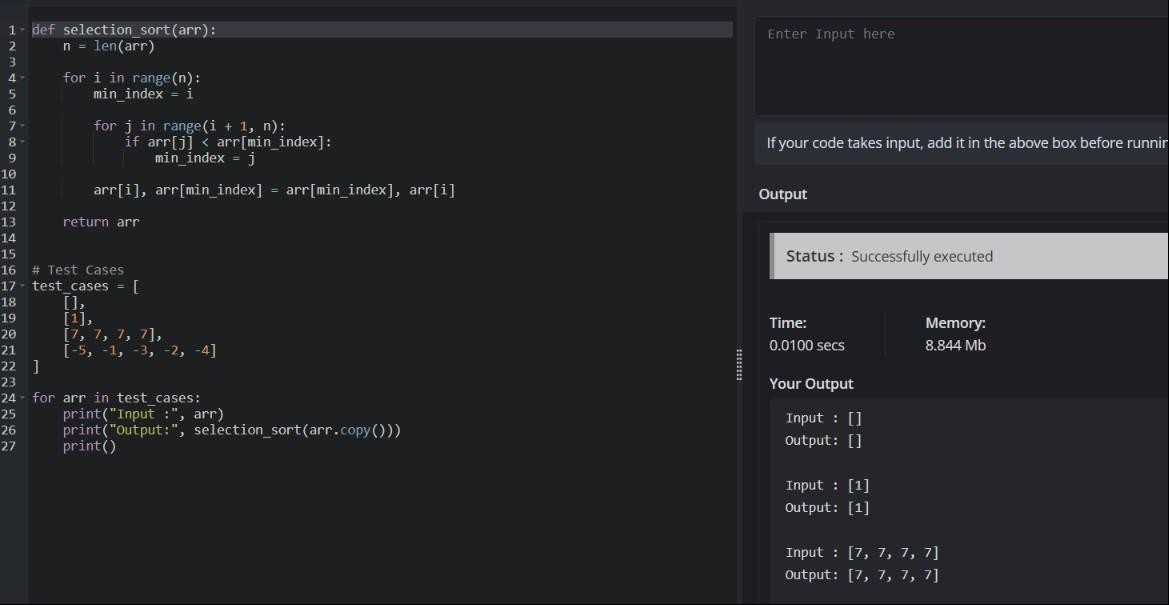 1 def selection_sort(arr):
2     n = len(arr)
3
4     for i in range(n):
5         min_index = i
6
7         for j in range(i + 1, n):
8             if arr[j] < arr[min_index]:
9                 min_index = j
10
11         arr[i], arr[min_index] = arr[min_index], arr[i]
12
13     return arr
14
15
16 # Test Cases
17 test_cases = [
18     [],
19     [1],
20     [7, 7, 7, 7],
21     [-5, -1, -3, -2, -4]
22 ]
23
24 for arr in test_cases:
25     print("Input :", arr)
26     print("Output:", selection_sort(arr.copy()))
27     print()
Enter Input here
If your code takes input, add it in the above box before runnin
Output
Status : Successfully executed
Time: Memory:
0.0100 secs 8.844 Mb
Your Output
Input : []
Output: []
Input : [1]
Output: [1]
Input : [7, 7, 7, 7]
Output: [7, 7, 7, 7]